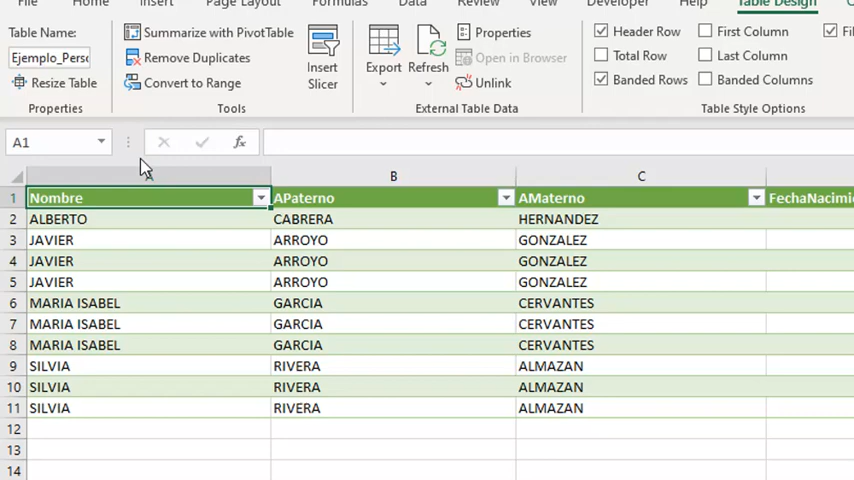 File Home Insert Page Layout Formulas Data Review View Developer Help Table Design
Table Name:
Ejemplo_Perso
Resize Table
Properties
Summarize with PivotTable
Remove Duplicates
Convert to Range
Tools
Insert
Slicer
Export
Refresh
Properties
Open in Browser
Unlink
External Table Data
Header Row
Total Row
Banded Rows
First Column
Last Column
Banded Columns
Table Style Options
A1
fx
B C
1 Nombre APaterno AMaterno FechaNacimi
2 ALBERTO CABRERA HERNANDEZ
3 JAVIER ARROYO GONZALEZ
4 JAVIER ARROYO GONZALEZ
5 JAVIER ARROYO GONZALEZ
6 MARIA ISABEL GARCIA CERVANTES
7 MARIA ISABEL GARCIA CERVANTES
8 MARIA ISABEL GARCIA CERVANTES
9 SILVIA RIVERA ALMAZAN
10 SILVIA RIVERA ALMAZAN
11 SILVIA RIVERA ALMAZAN
12
13
14